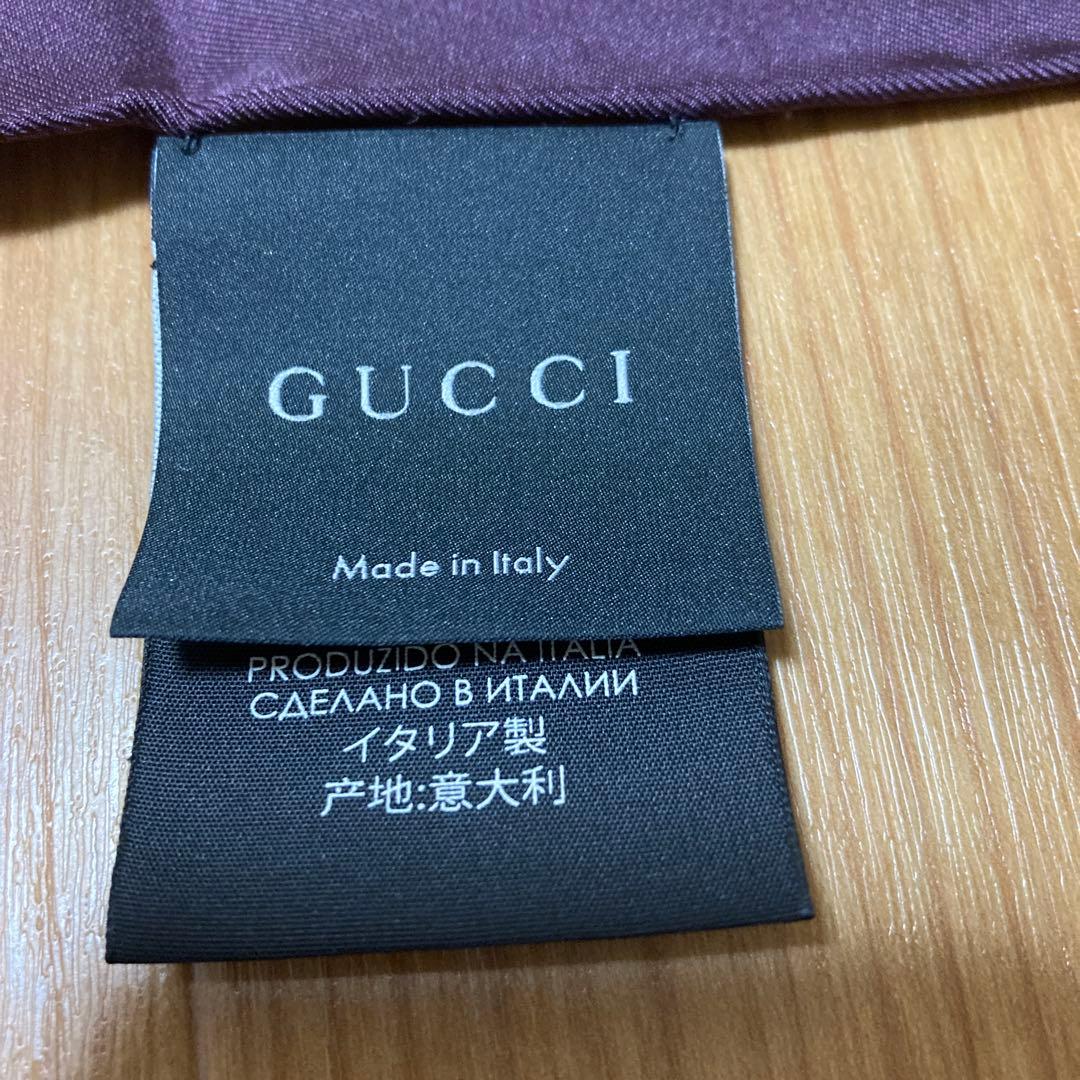 GUCCI
Made in Italy
PRODUZIDO NA ITALIA
СДЕЛАНО В ИТАЛИИ
イタリア製
产地:意大利